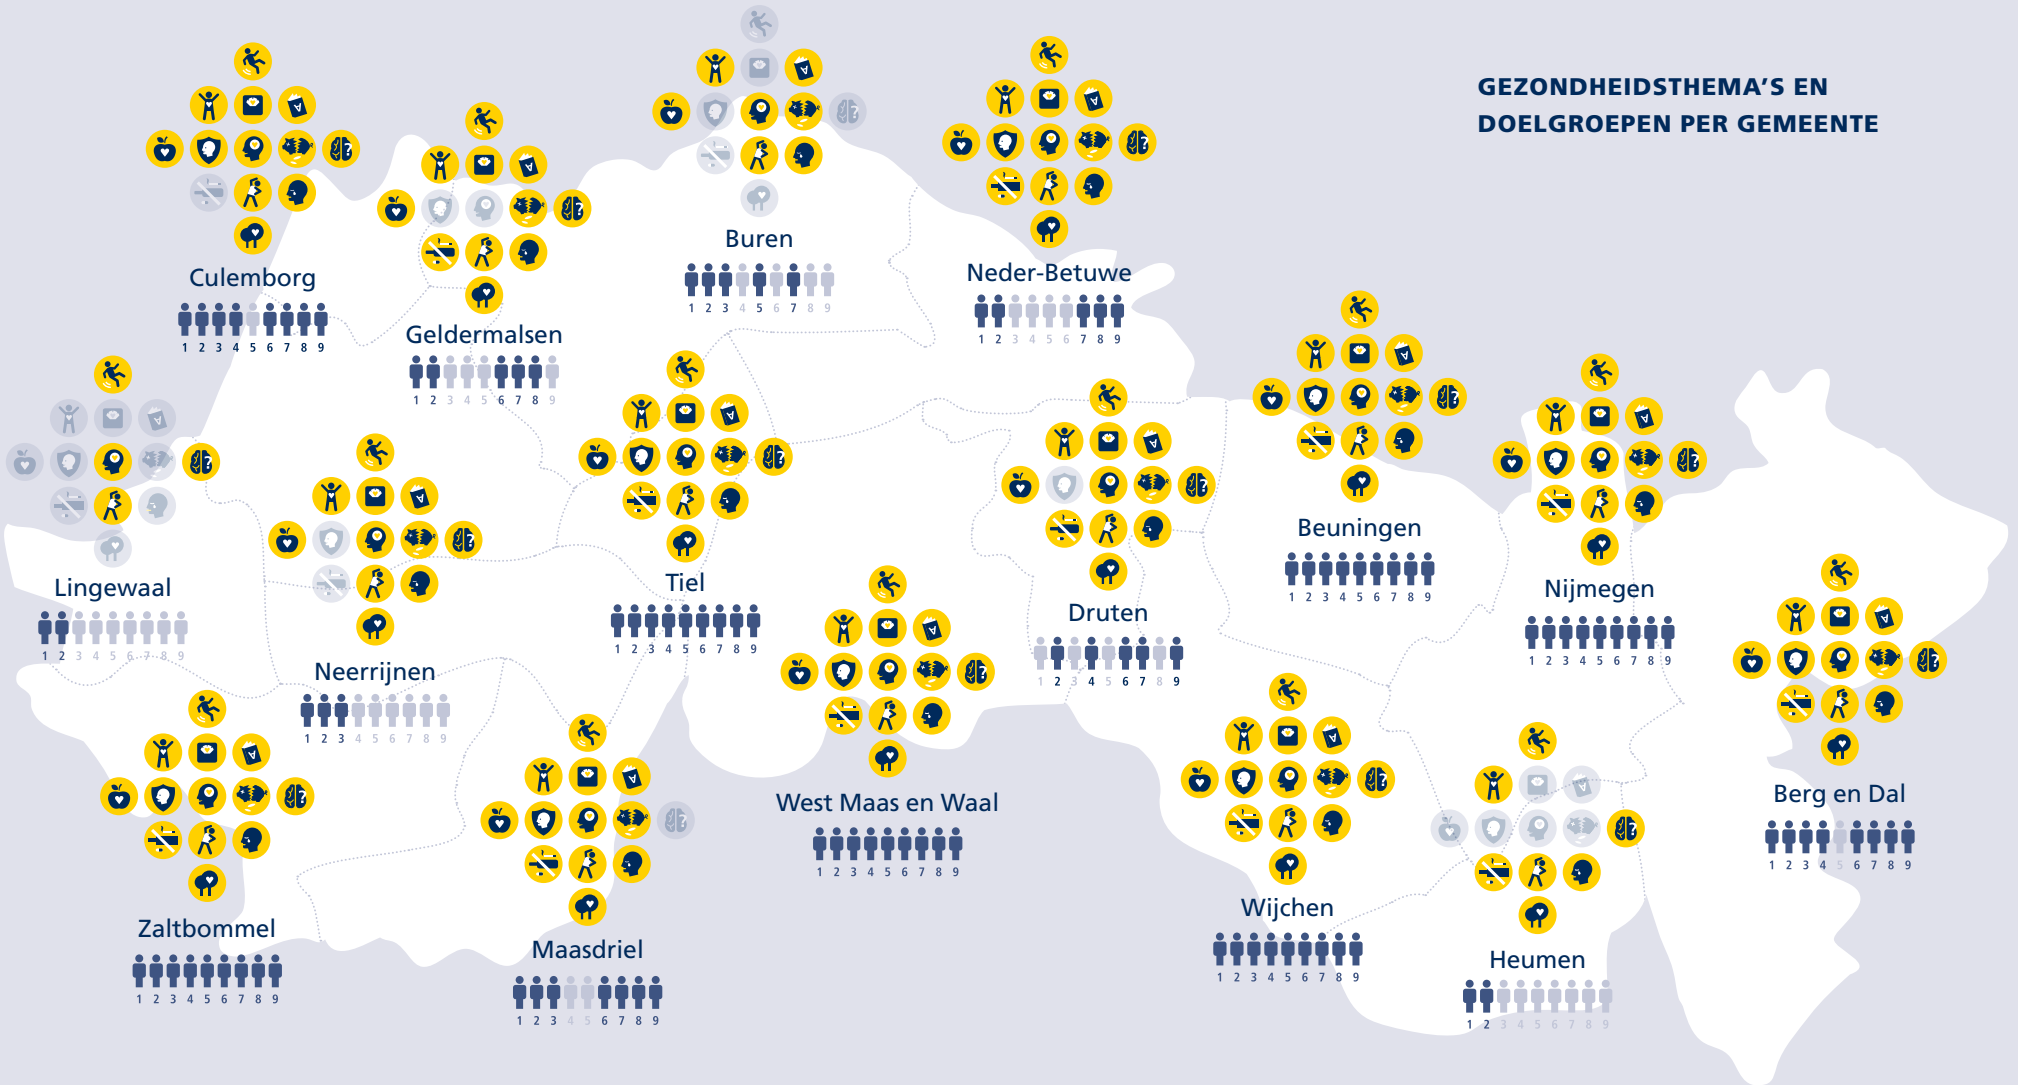 GEZONDHEIDSTHEMA'S EN
DOELGROEPEN PER GEMEENTE
Buren
1 2 3 4 5 6 7 8 9
Neder-Betuwe
1 2 3 4 5 6 7 8 9
Culemborg
1 2 3 4 5 6 7 8 9
Geldermalsen
1 2 3 4 5 6 7 8 9
Beuningen
1 2 3 4 5 6 7 8 9
Lingewaal
1 2 3 4 5 6 7 8 9
Tiel
1 2 3 4 5 6 7 8 9
Nijmegen
1 2 3 4 5 6 7 8 9
Druten
1 2 3 4 5 6 7 8 9
Neerrijnen
1 2 3 4 5 6 7 8 9
West Maas en Waal
1 2 3 4 5 6 7 8 9
Berg en Dal
1 2 3 4 5 6 7 8 9
Wijchen
1 2 3 4 5 6 7 8 9
Zaltbommel
1 2 3 4 5 6 7 8 9
Maasdriel
1 2 3 4 5 6 7 8 9
Heumen
1 2 3 4 5 6 7 8 9